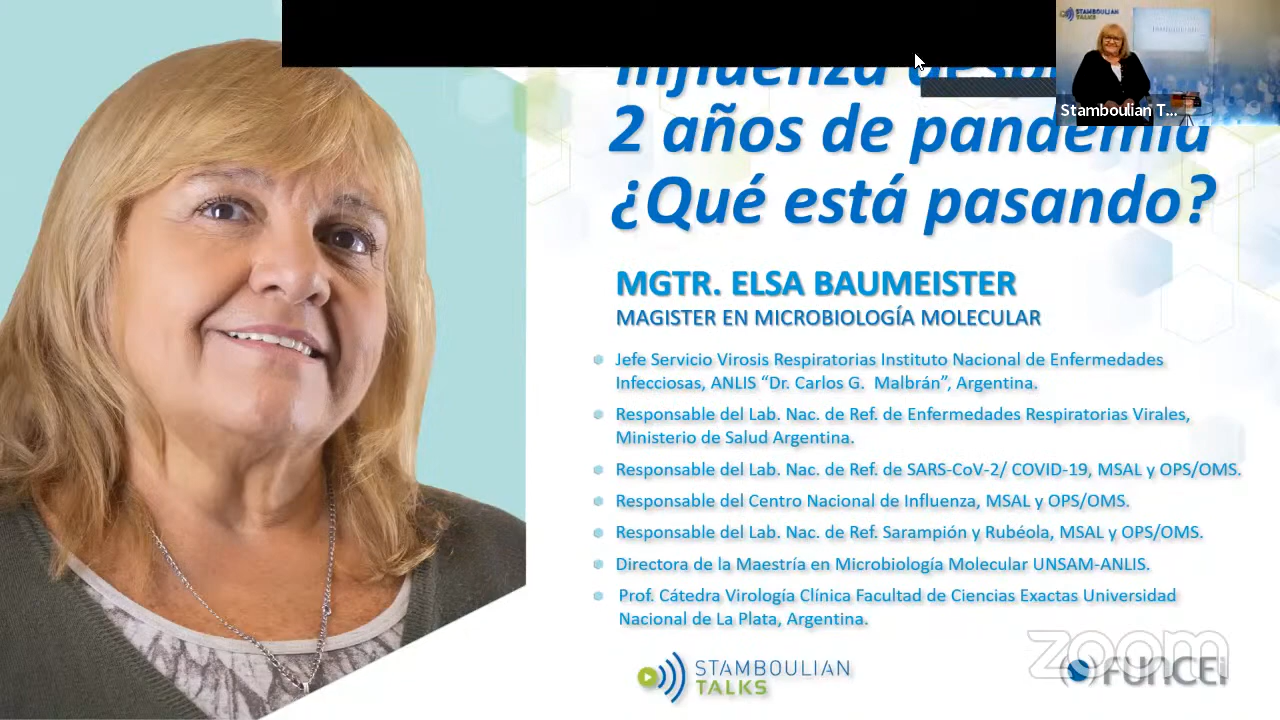 STAMBOULIAN
TALKS
Stamboulian T...
Influenza
2 años de pandemia
¿Qué está pasando?
MGTR. ELSA BAUMEISTER
MAGISTER EN MICROBIOLOGÍA MOLECULAR
Jefe Servicio Virosis Respiratorias Instituto Nacional de Enfermedades
Infecciosas, ANLIS “Dr. Carlos G. Malbrán”, Argentina.
Responsable del Lab. Nac. de Ref. de Enfermedades Respiratorias Virales,
Ministerio de Salud Argentina.
Responsable del Lab. Nac. de Ref. de SARS-CoV-2/ COVID-19, MSAL y OPS/OMS.
Responsable del Centro Nacional de Influenza, MSAL y OPS/OMS.
Responsable del Lab. Nac. de Ref. Sarampión y Rubéola, MSAL y OPS/OMS.
Directora de la Maestría en Microbiología Molecular UNSAM-ANLIS.
Prof. Cátedra Virología Clínica Facultad de Ciencias Exactas Universidad
Nacional de La Plata, Argentina.
STAMBOULIAN
TALKS
zoom
FUNCEI